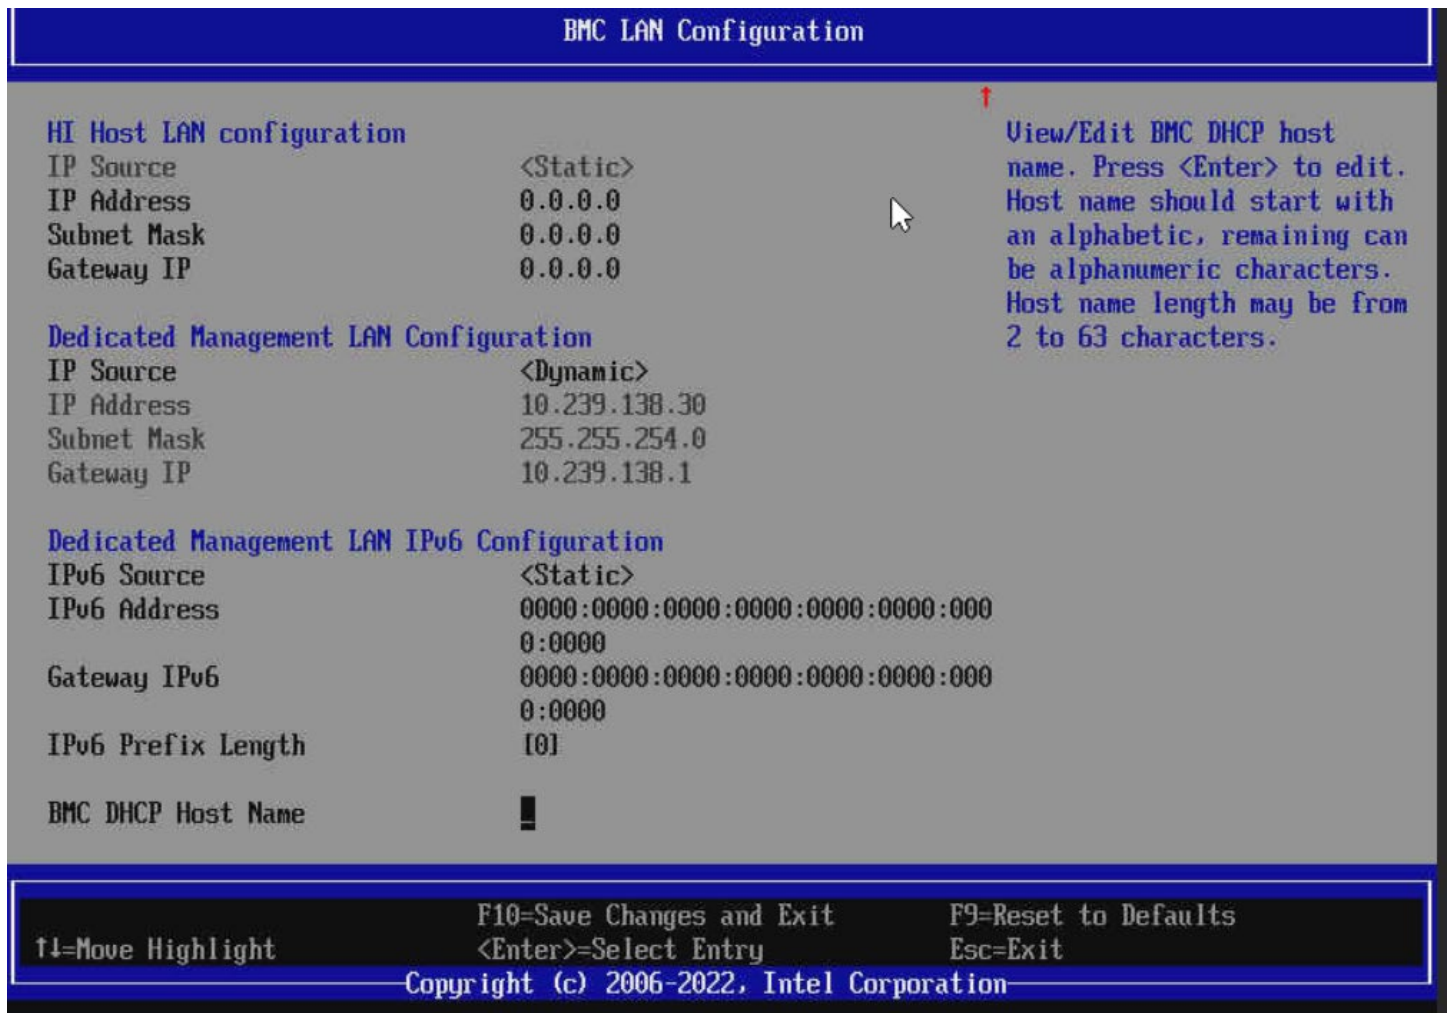 BMC LAN Configuration
↑
HI Host LAN configuration
IP Source <Static>
IP Address 0.0.0.0
Subnet Mask 0.0.0.0
Gateway IP 0.0.0.0
Dedicated Management LAN Configuration
IP Source <Dynamic>
IP Address 10.239.138.30
Subnet Mask 255.255.254.0
Gateway IP 10.239.138.1
Dedicated Management LAN IPv6 Configuration
IPv6 Source <Static>
IPv6 Address 0000:0000:0000:0000:0000:0000:000
0:0000
Gateway IPv6 0000:0000:0000:0000:0000:0000:000
0:0000
IPv6 Prefix Length [0]
BMC DHCP Host Name _
View/Edit BMC DHCP host
name. Press <Enter> to edit.
Host name should start with
an alphabetic, remaining can
be alphanumeric characters.
Host name length may be from
2 to 63 characters.
F10=Save Changes and Exit F9=Reset to Defaults
↑↓=Move Highlight <Enter>=Select Entry Esc=Exit
Copyright (c) 2006-2022, Intel Corporation